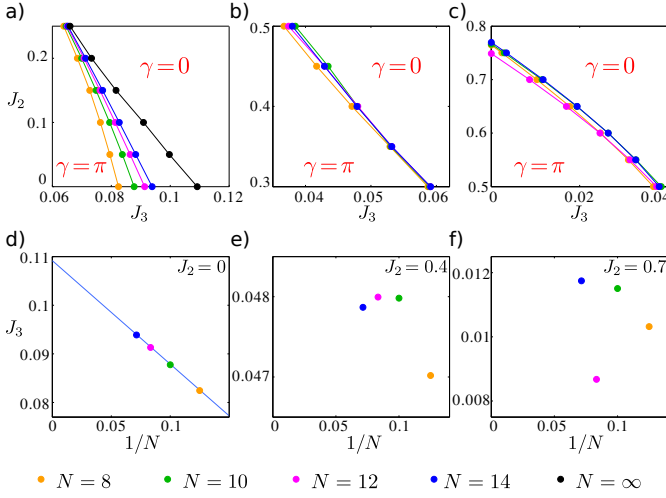 a)
b)
c)
0.2
0.1
0
J₂
γ=0
γ=π
0.06
0.08
0.1
0.12
J₃
0.5
0.4
0.3
γ=0
γ=π
0.04
0.05
0.06
J₃
0.8
0.7
0.6
0.5
γ=0
γ=π
0
0.02
0.04
J₃
d)
e)
f)
0.11
0.1
0.09
0.08
J₃
J₂ = 0
0
0.05
0.1
1/N
0.048
0.047
J₂ = 0.4
0
0.05
0.1
1/N
0.012
0.01
0.008
J₂ = 0.7
0
0.05
0.1
1/N
N = 8
N = 10
N = 12
N = 14
N = ∞